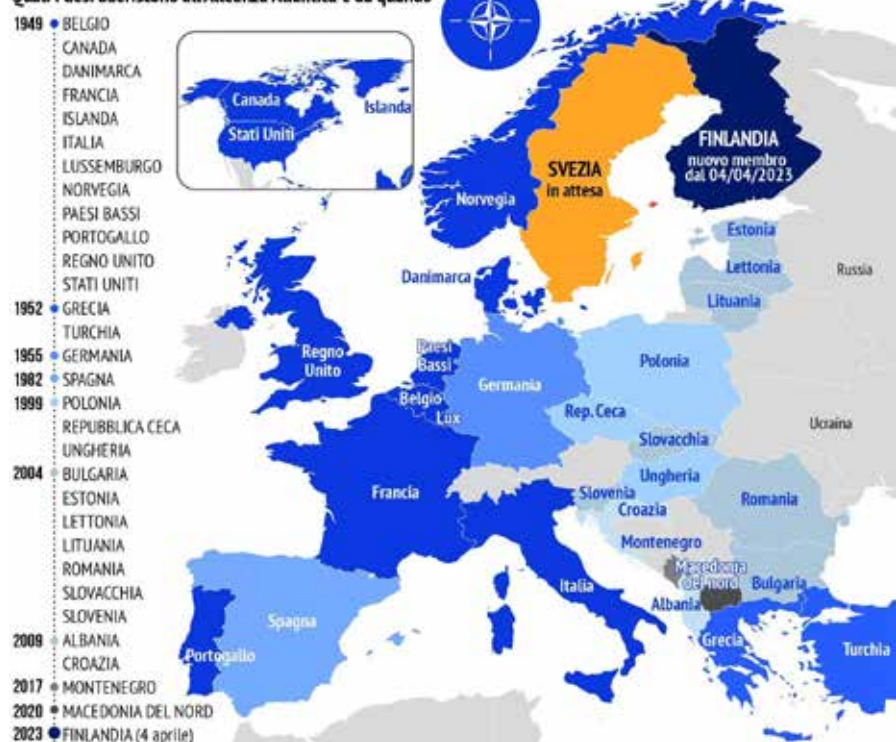 1949 BELGIO
CANADA
DANIMARCA
FRANCIA
ISLANDA
ITALIA
LUSSEMBURGO
NORVEGIA
PAESI BASSI
PORTOGALLO
REGNO UNITO
STATI UNITI
1952 GRECIA
TURCHIA
1955 GERMANIA
1982 SPAGNA
1999 POLONIA
REPUBBLICA CECA
UNGHERIA
2004 BULGARIA
ESTONIA
LETTONIA
LITUANIA
ROMANIA
SLOVACCHIA
SLOVENIA
2009 ALBANIA
CROAZIA
2017 MONTENEGRO
2020 MACEDONIA DEL NORD
2023 FINLANDIA (4 aprile)
Canada
Stati Uniti
Islanda
FINLANDIA
nuovo membro
dal 04/04/2023
SVEZIA
in attesa
Norvegia
Estonia
Lettonia
Lituania
Russia
Danimarca
Regno
Unito
Paesi
Bassi
Belgio
Lux
Germania
Polonia
Rep. Ceca
Slovacchia
Ucraina
Ungheria
Francia
Slovenia
Croazia
Romania
Montenegro
Macedonia
del nord
Bulgaria
Italia
Albania
Spagna
Portogallo
Grecia
Turchia